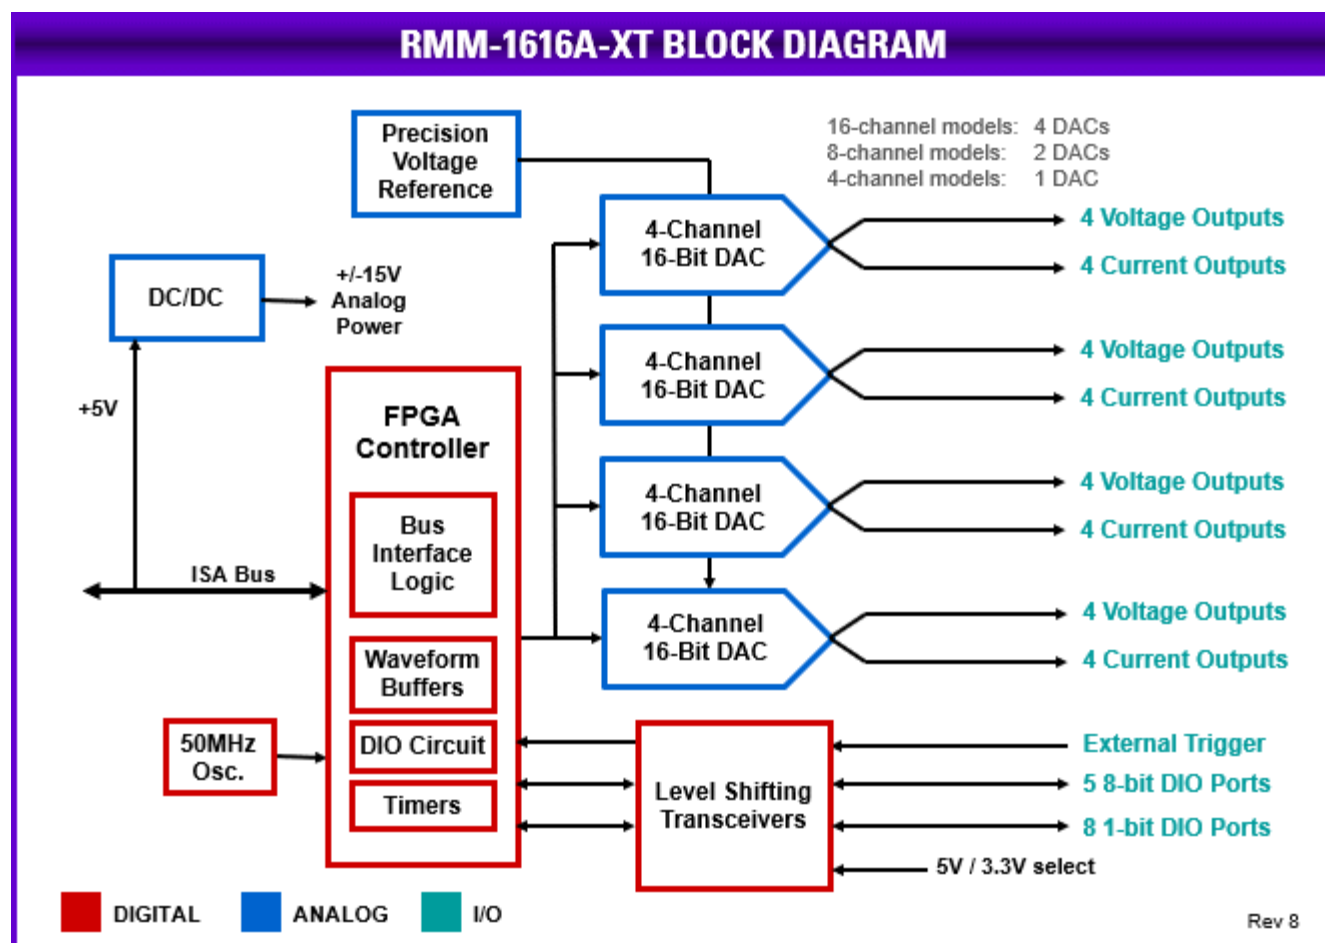 RMM-1616A-XT BLOCK DIAGRAM
Precision
Voltage
Reference
16-channel models: 4 DACs
8-channel models: 2 DACs
4-channel models: 1 DAC
4-Channel
16-Bit DAC
4 Voltage Outputs
4 Current Outputs
DC/DC
+/-15V
Analog
Power
4-Channel
16-Bit DAC
4 Voltage Outputs
4 Current Outputs
+5V
FPGA
Controller
4-Channel
16-Bit DAC
4 Voltage Outputs
4 Current Outputs
Bus
Interface
Logic
ISA Bus
4-Channel
16-Bit DAC
4 Voltage Outputs
4 Current Outputs
Waveform
Buffers
50MHz
Osc.
DIO Circuit
Timers
Level Shifting
Transceivers
External Trigger
5 8-bit DIO Ports
8 1-bit DIO Ports
5V / 3.3V select
DIGITAL
ANALOG
I/O
Rev 8